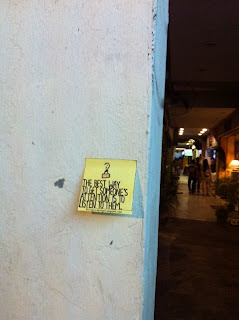 THE BEST WAY
TO GET SOMEONE'S
ATTENTION IS TO
LISTEN TO THEM.